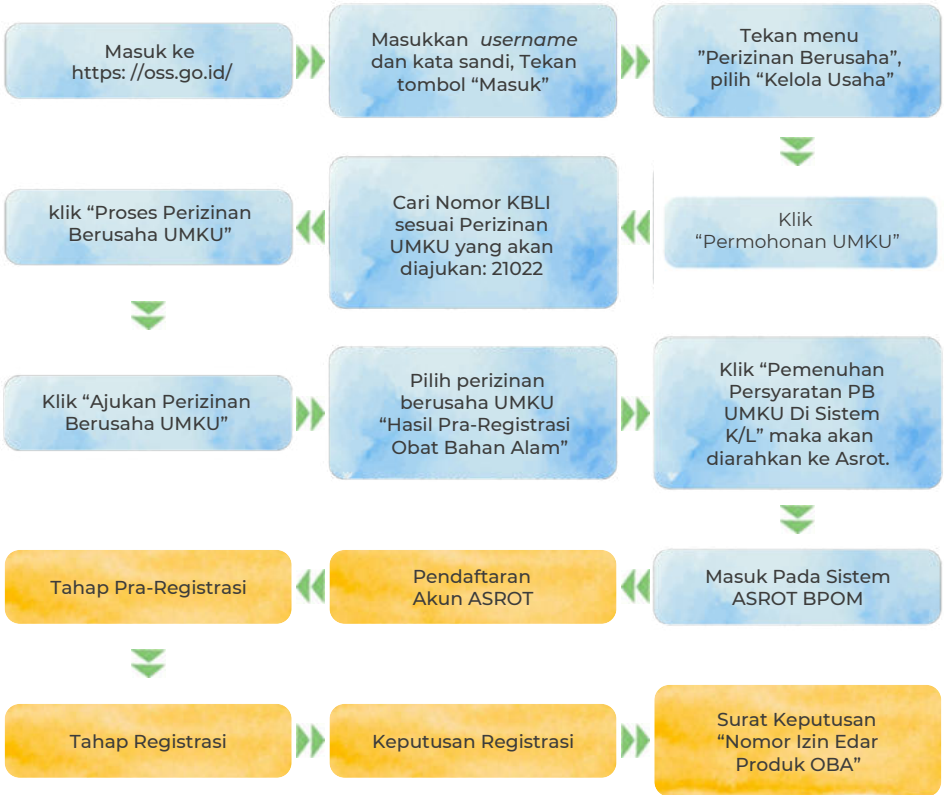 Masuk ke
https: //oss.go.id/
Masukkan username
dan kata sandi, Tekan
tombol “Masuk”
Tekan menu
”Perizinan Berusaha”,
pilih “Kelola Usaha”
Klik
“Permohonan UMKU”
Cari Nomor KBLI
sesuai Perizinan
UMKU yang akan
diajukan: 21022
klik “Proses Perizinan
Berusaha UMKU”
Klik “Ajukan Perizinan
Berusaha UMKU”
Pilih perizinan
berusaha UMKU
“Hasil Pra-Registrasi
Obat Bahan Alam”
Klik “Pemenuhan
Persyaratan PB
UMKU Di Sistem
K/L” maka akan
diarahkan ke Asrot.
Masuk Pada Sistem
ASROT BPOM
Pendaftaran
Akun ASROT
Tahap Pra-Registrasi
Tahap Registrasi
Keputusan Registrasi
Surat Keputusan
“Nomor Izin Edar
Produk OBA”